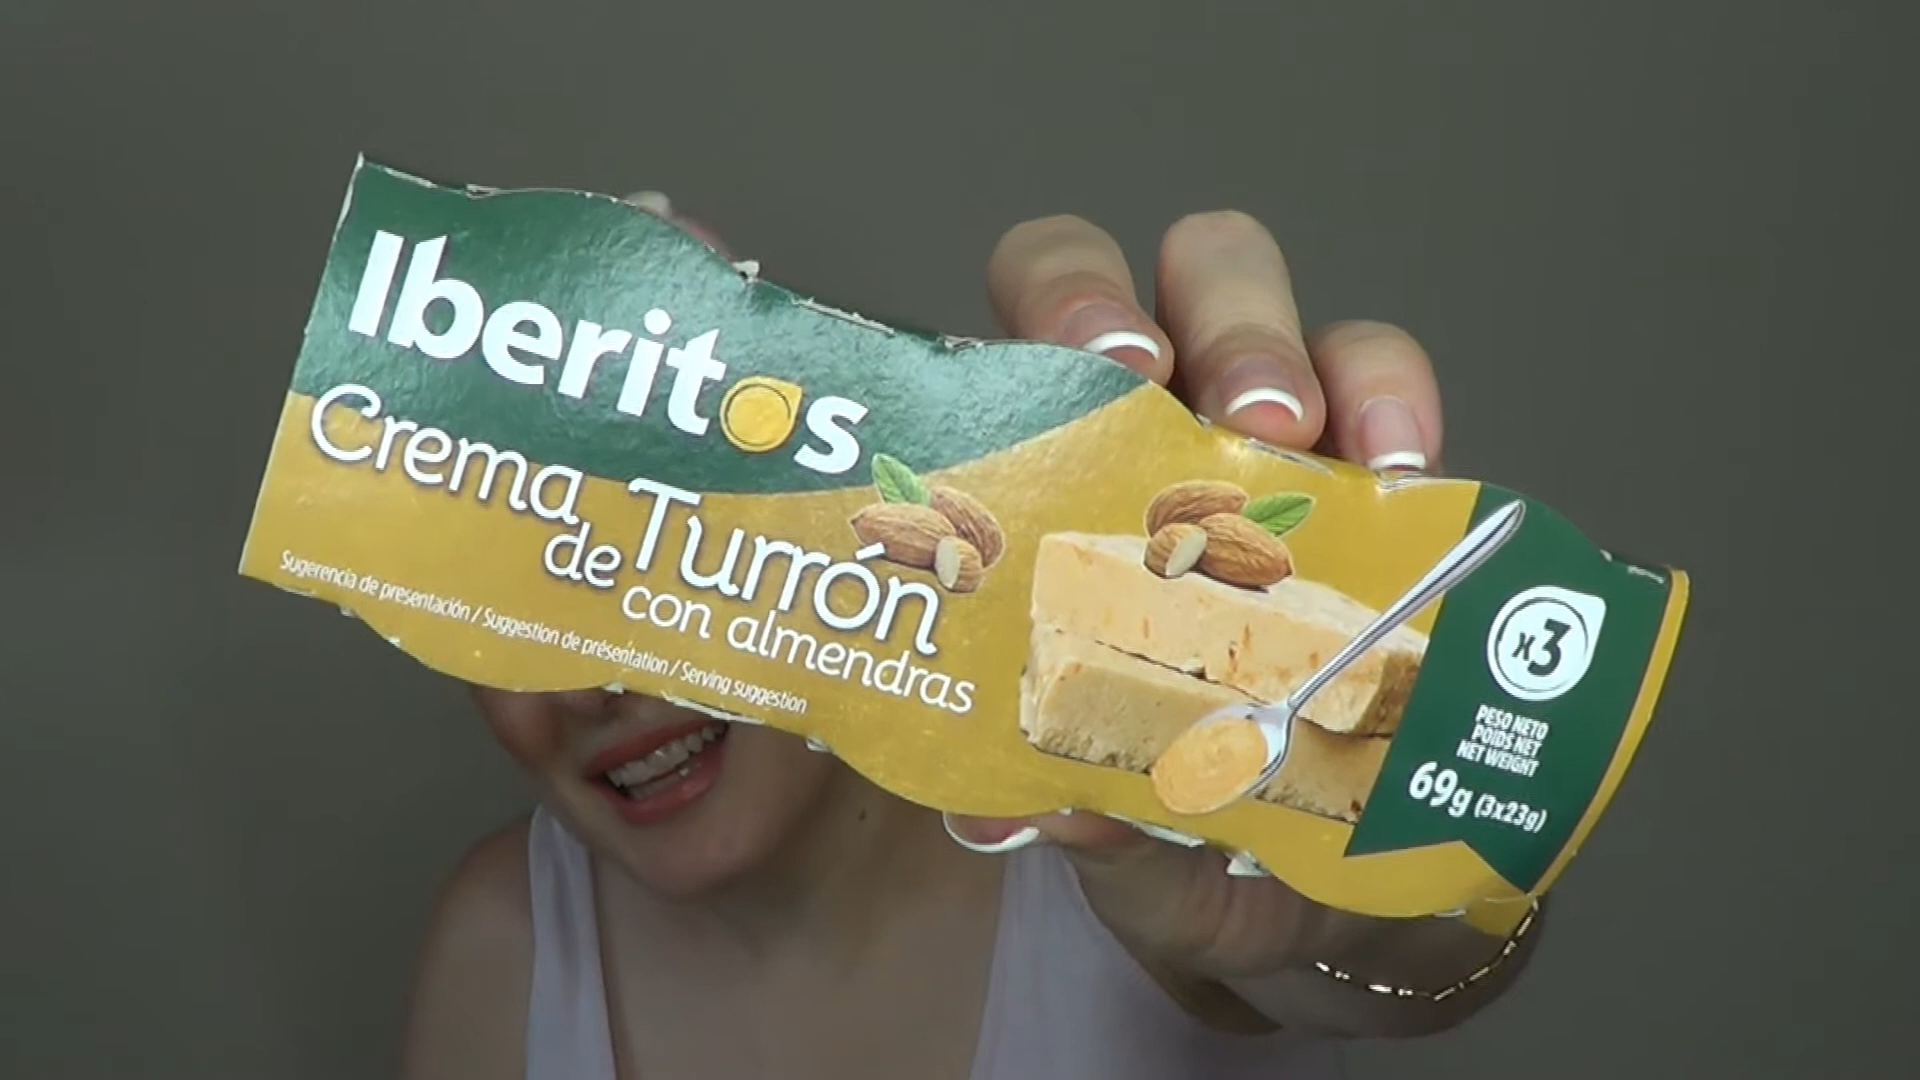 Iberitos
Crema
de Turrón
con almendras
Sugerencia de presentación / Suggestion de présentation / Serving suggestion
x3
PESO NETO
POIDS NET
NET WEIGHT
69g (3x23g)